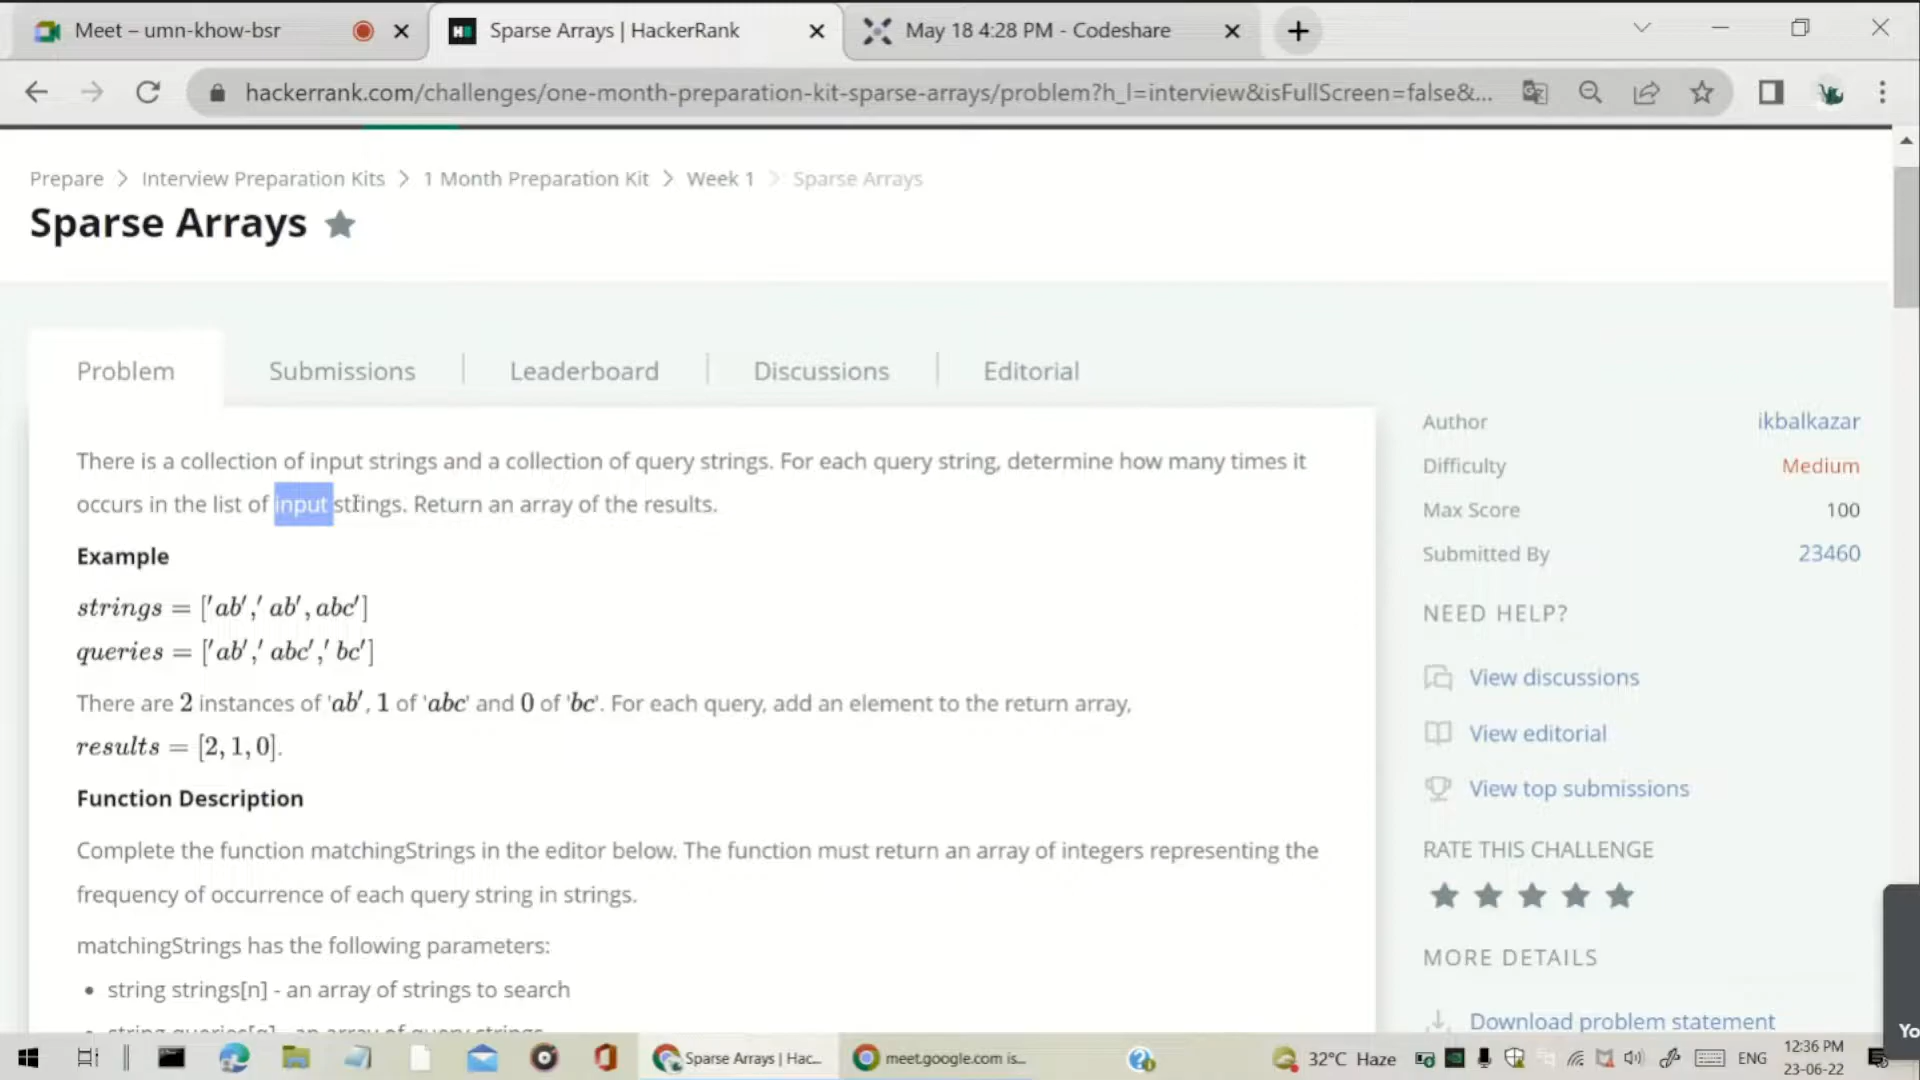 Meet – umn-khow-bsr
Sparse Arrays | HackerRank
May 18 4:28 PM - Codeshare
hackerrank.com/challenges/one-month-preparation-kit-sparse-arrays/problem?h_l=interview&isFullScreen=false&...
Prepare > Interview Preparation Kits > 1 Month Preparation Kit > Week 1 > Sparse Arrays
Sparse Arrays
Problem
Submissions
Leaderboard
Discussions
Editorial
There is a collection of input strings and a collection of query strings. For each query string, determine how many times it
occurs in the list of input strings. Return an array of the results.
Example
strings = ['ab',' ab', abc']
queries = ['ab',' abc',' bc']
There are 2 instances of 'ab', 1 of 'abc' and 0 of 'bc'. For each query, add an element to the return array,
results = [2, 1, 0].
Function Description
Complete the function matchingStrings in the editor below. The function must return an array of integers representing the
frequency of occurrence of each query string in strings.
matchingStrings has the following parameters:
• string strings[n] - an array of strings to search
• string queries[q] - an array of query strings
Author ikbalkazar
Difficulty Medium
Max Score 100
Submitted By 23460
NEED HELP?
View discussions
View editorial
View top submissions
RATE THIS CHALLENGE
MORE DETAILS
Download problem statement
Yo
Sparse Arrays | Hac...
meet.google.com is...
32°C Haze
ENG
12:36 PM
23-06-22